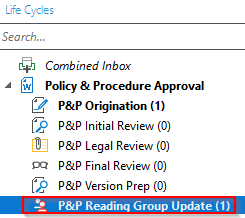 Life Cycles
Search...
Combined Inbox
Policy & Procedure Approval
P&P Origination (1)
P&P Initial Review (0)
P&P Legal Review (0)
P&P Final Review (0)
P&P Version Prep (0)
P&P Reading Group Update (1)